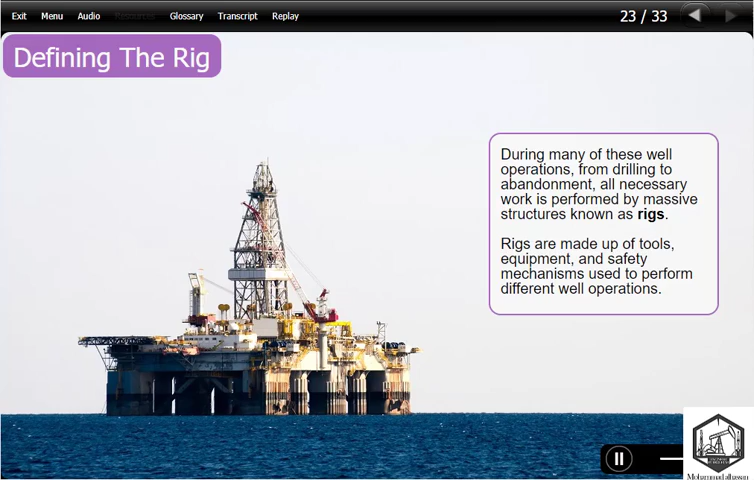 Exit Menu Audio Resources Glossary Transcript Replay 23 / 33
Defining The Rig
During many of these well
operations, from drilling to
abandonment, all necessary
work is performed by massive
structures known as rigs.
Rigs are made up of tools,
equipment, and safety
mechanisms used to perform
different well operations.
Mohammad alhassan